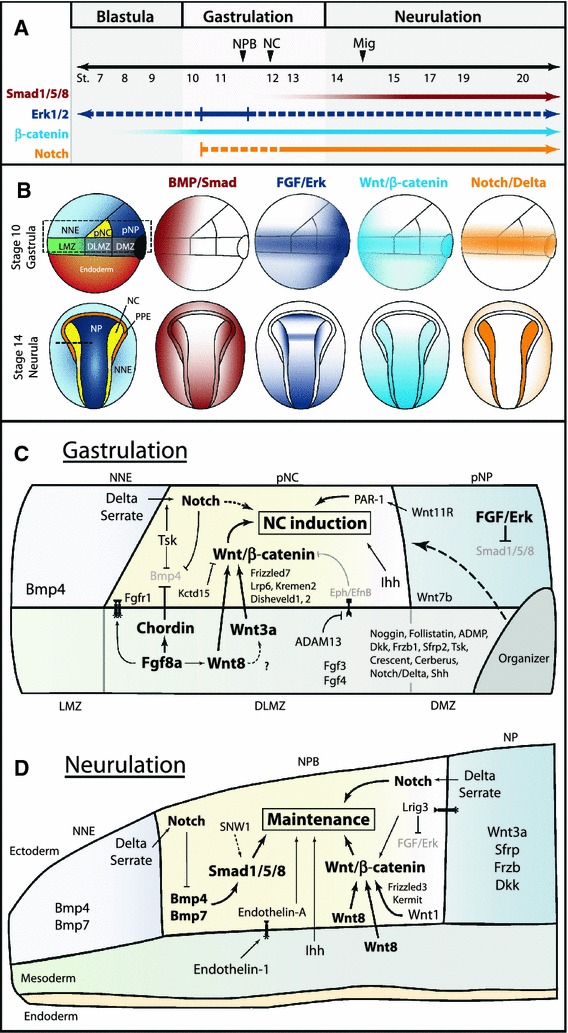 A
Blastula
Gastrulation
Neurulation
NPB
NC
Mig
St. 7 8 9 10 11 12 13 14 15 17 19 20
Smad1/5/8
Erk1/2
β-catenin
Notch
B
BMP/Smad
FGF/Erk
Wnt/β-catenin
Notch/Delta
Stage 10
Gastrula
NNE
pNC
pNP
LMZ
DLMZ
DMZ
Endoderm
Stage 14
Neurula
NP
NC
PPE
NNE
C
Gastrulation
NNE
pNC
pNP
Delta
Serrate
Notch
PAR-1
NC induction
Wnt11R
FGF/Erk
Smad1/5/8
Tsk
Wnt/β-catenin
Bmp4
Bmp4
Kctd15
Frizzled7
Lrp6, Kremen2
Disheveld1, 2
Eph/EfnB
Ihh
Wnt7b
Fgfr1
Chordin
Wnt3a
ADAM13
Fgf8a
Wnt8
?
Fgf3
Fgf4
Noggin, Follistatin, ADMP,
Dkk, Frzb1, Sfrp2, Tsk,
Crescent, Cerberus,
Notch/Delta, Shh
Organizer
LMZ
DLMZ
DMZ
D
Neurulation
NPB
NP
NNE
Ectoderm
Delta
Serrate
Notch
SNW1
Maintenance
Notch
Delta
Serrate
Lrig3
FGF/Erk
Smad1/5/8
Wnt/β-catenin
Wnt3a
Sfrp
Frzb
Dkk
Bmp4
Bmp7
Bmp4
Bmp7
Endothelin-A
Frizzled3
Kermit
Wnt8
Wnt1
Wnt8
Ihh
Endothelin-1
Mesoderm
Endoderm